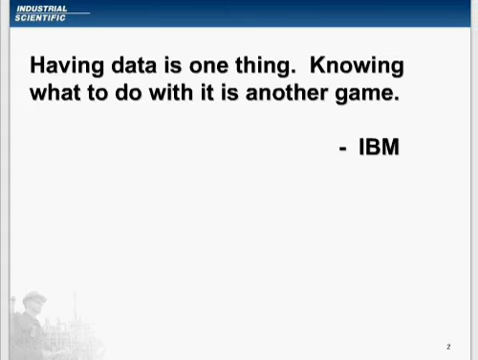 INDUSTRIAL
SCIENTIFIC
Having data is one thing. Knowing
what to do with it is another game.
- IBM
2